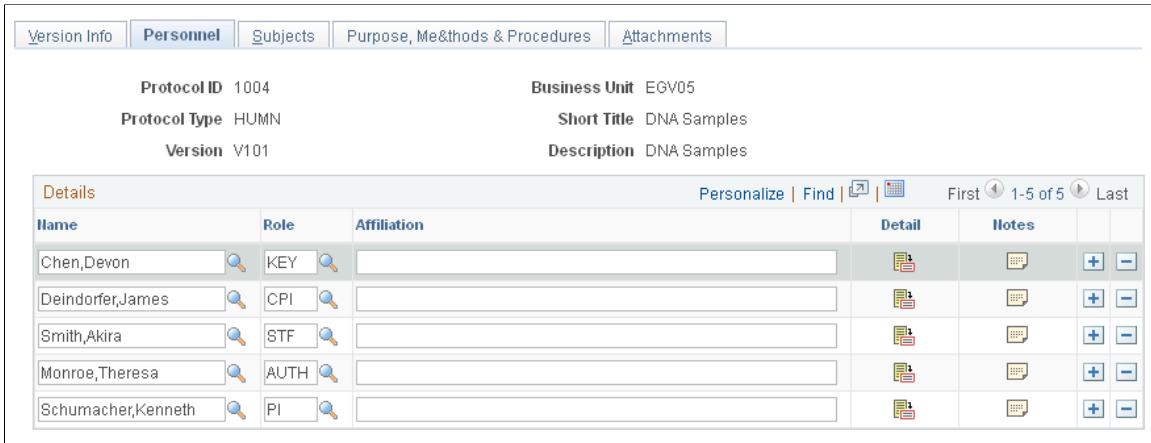 Version Info Personnel Subjects Purpose, Me&thods & Procedures Attachments
Protocol ID 1004 Business Unit EGV05
Protocol Type HUMN Short Title DNA Samples
Version V101 Description DNA Samples
Details Personalize | Find | | First 1-5 of 5 Last
Name Role Affiliation Detail Notes
Chen,Devon KEY
Deindorfer,James CPI
Smith,Akira STF
Monroe,Theresa AUTH
Schumacher,Kenneth PI